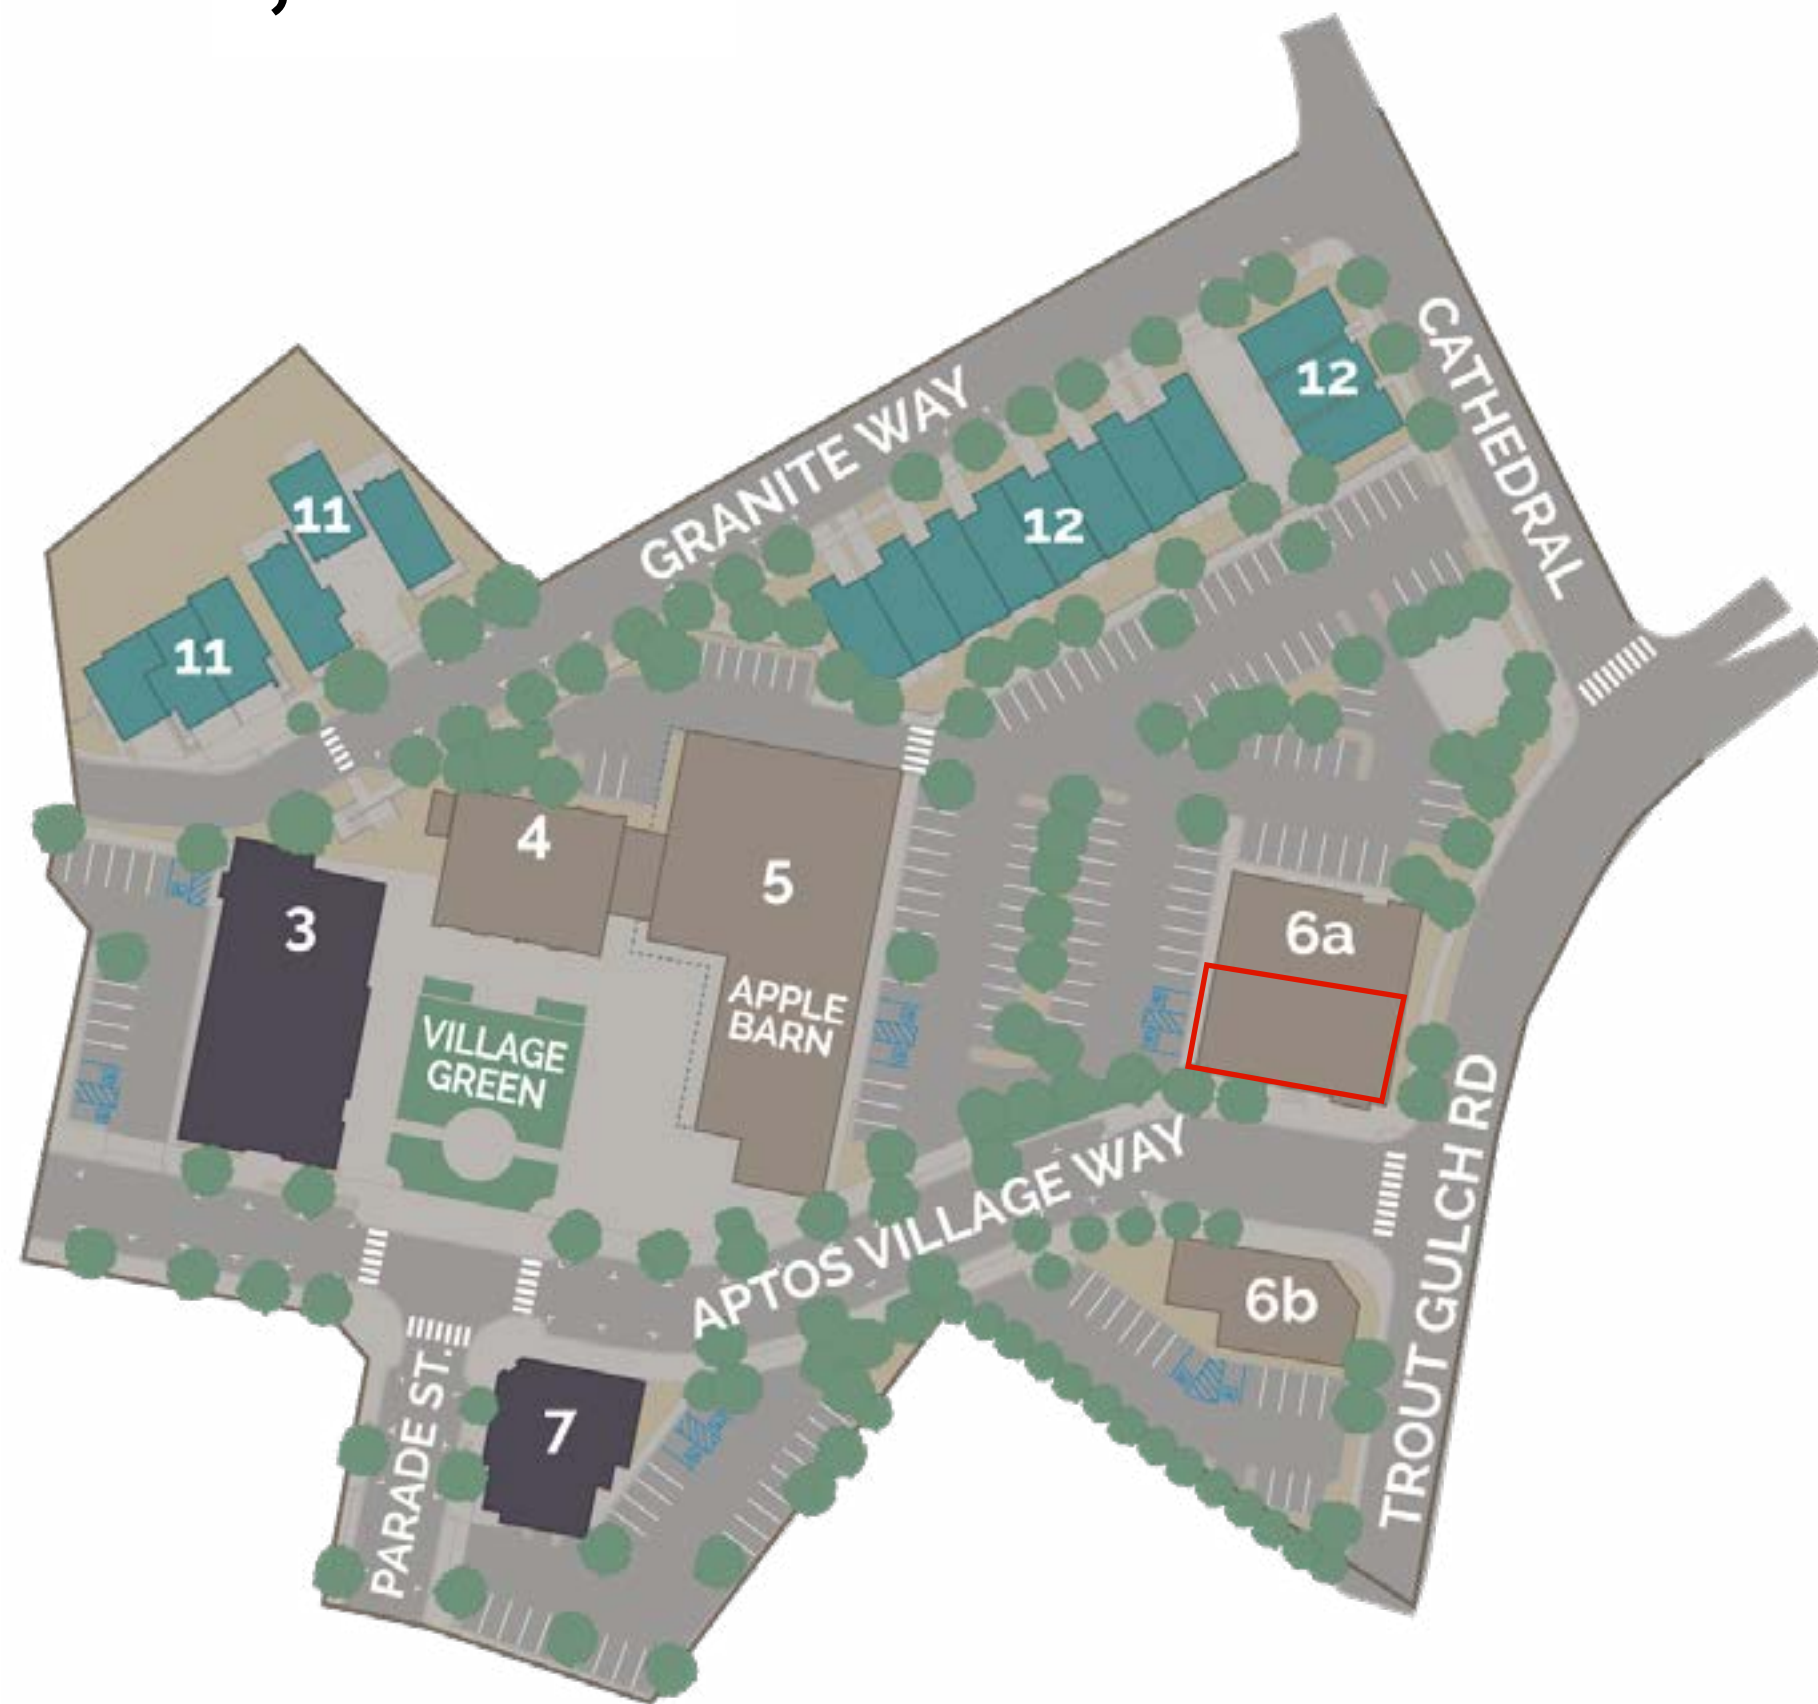 ,
CATHEDRAL
GRANITE WAY
12
12
11
11
4
5
3
6a
APPLE
BARN
VILLAGE
GREEN
APTOS VILLAGE WAY
TROUT GULCH RD
6b
PARADE ST.
7